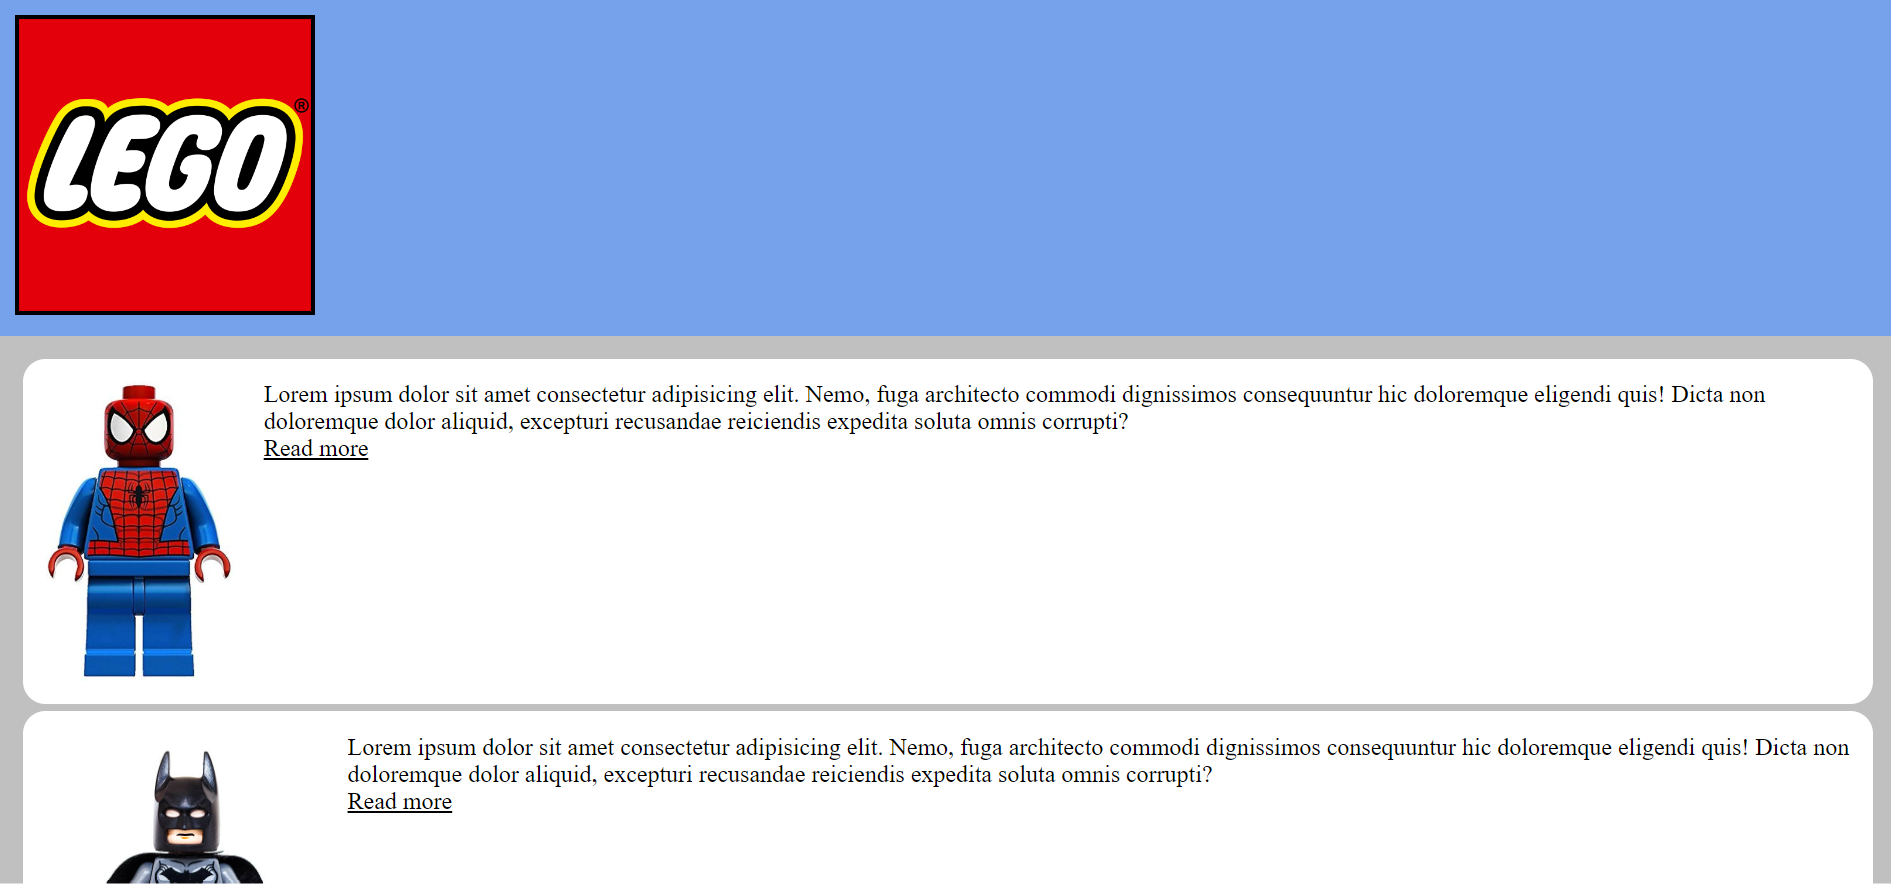 LEGO®
Lorem ipsum dolor sit amet consectetur adipisicing elit. Nemo, fuga architecto commodi dignissimos consequuntur hic doloremque eligendi quis! Dicta non
doloremque dolor aliquid, excepturi recusandae reiciendis expedita soluta omnis corrupti?
Read more
Lorem ipsum dolor sit amet consectetur adipisicing elit. Nemo, fuga architecto commodi dignissimos consequuntur hic doloremque eligendi quis! Dicta non
doloremque dolor aliquid, excepturi recusandae reiciendis expedita soluta omnis corrupti?
Read more